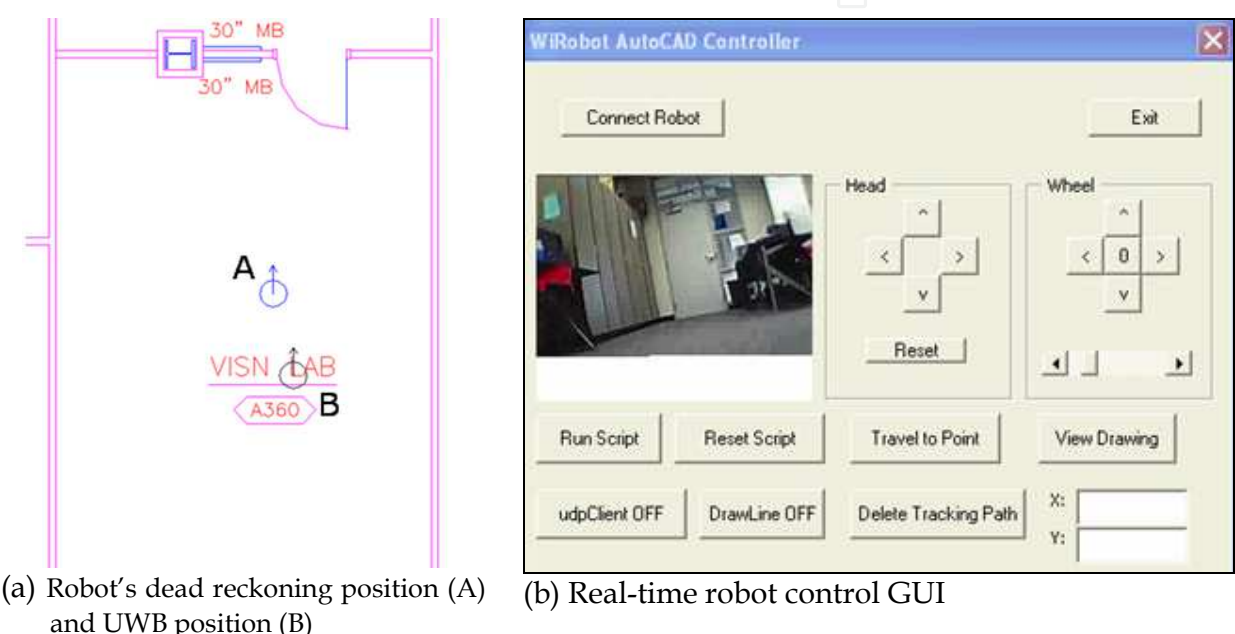 30" MB
30" MB
A
VISN LAB
A360
B
(a) Robot's dead reckoning position (A)
and UWB position (B)
WiRobot AutoCAD Controller
Connect Robot
Exit
Head
Wheel
^
^
<
>
<
0
>
v
v
Reset
Run Script
Reset Script
Travel to Point
View Drawing
udpClient OFF
DrawLine OFF
Delete Tracking Path
X:
Y:
(b) Real-time robot control GUI